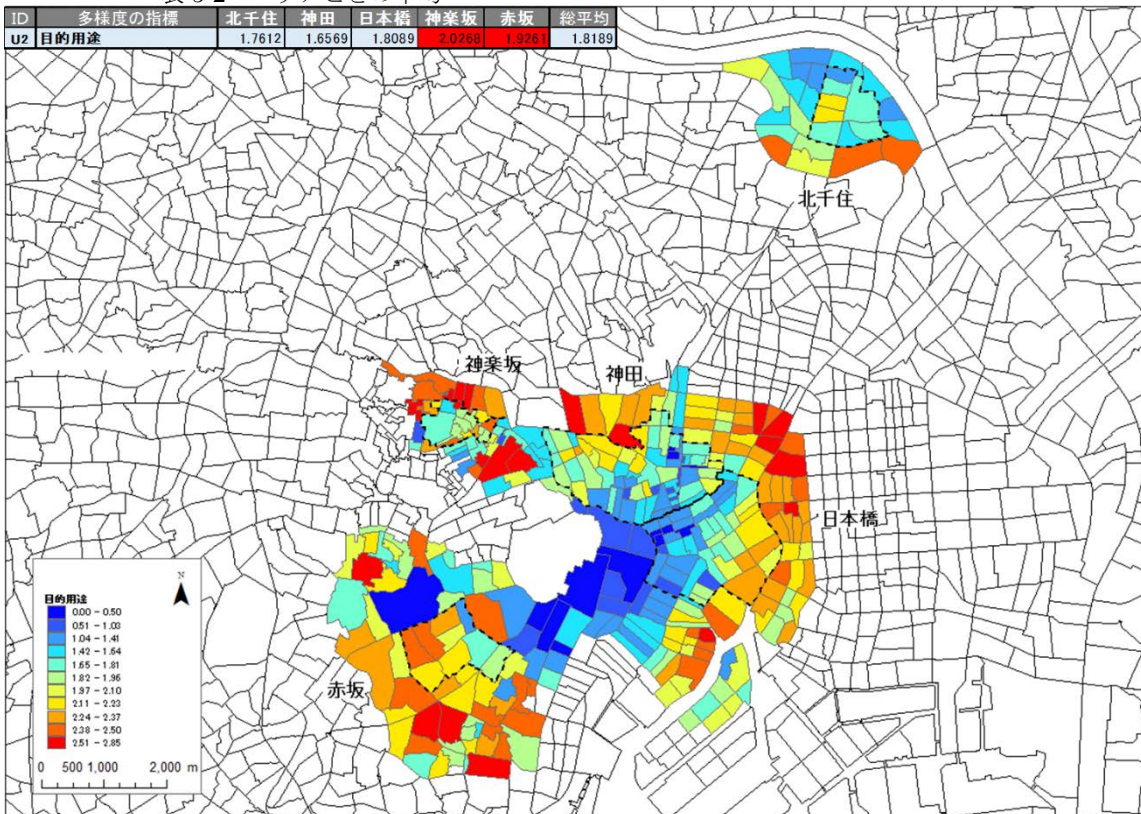 ID 多様度の指標 北千住 神田 日本橋 神楽坂 赤坂 総平均
U2 目的用途 1.7612 1.6569 1.8089 2.0268 1.9261 1.8189
北千住
神楽坂
神田
日本橋
赤坂
N
目的用途
0.00 - 0.50
0.51 - 1.03
1.04 - 1.41
1.42 - 1.64
1.65 - 1.81
1.82 - 1.96
1.97 - 2.10
2.11 - 2.23
2.24 - 2.37
2.38 - 2.50
2.51 - 2.85
0 500 1,000 2,000 m